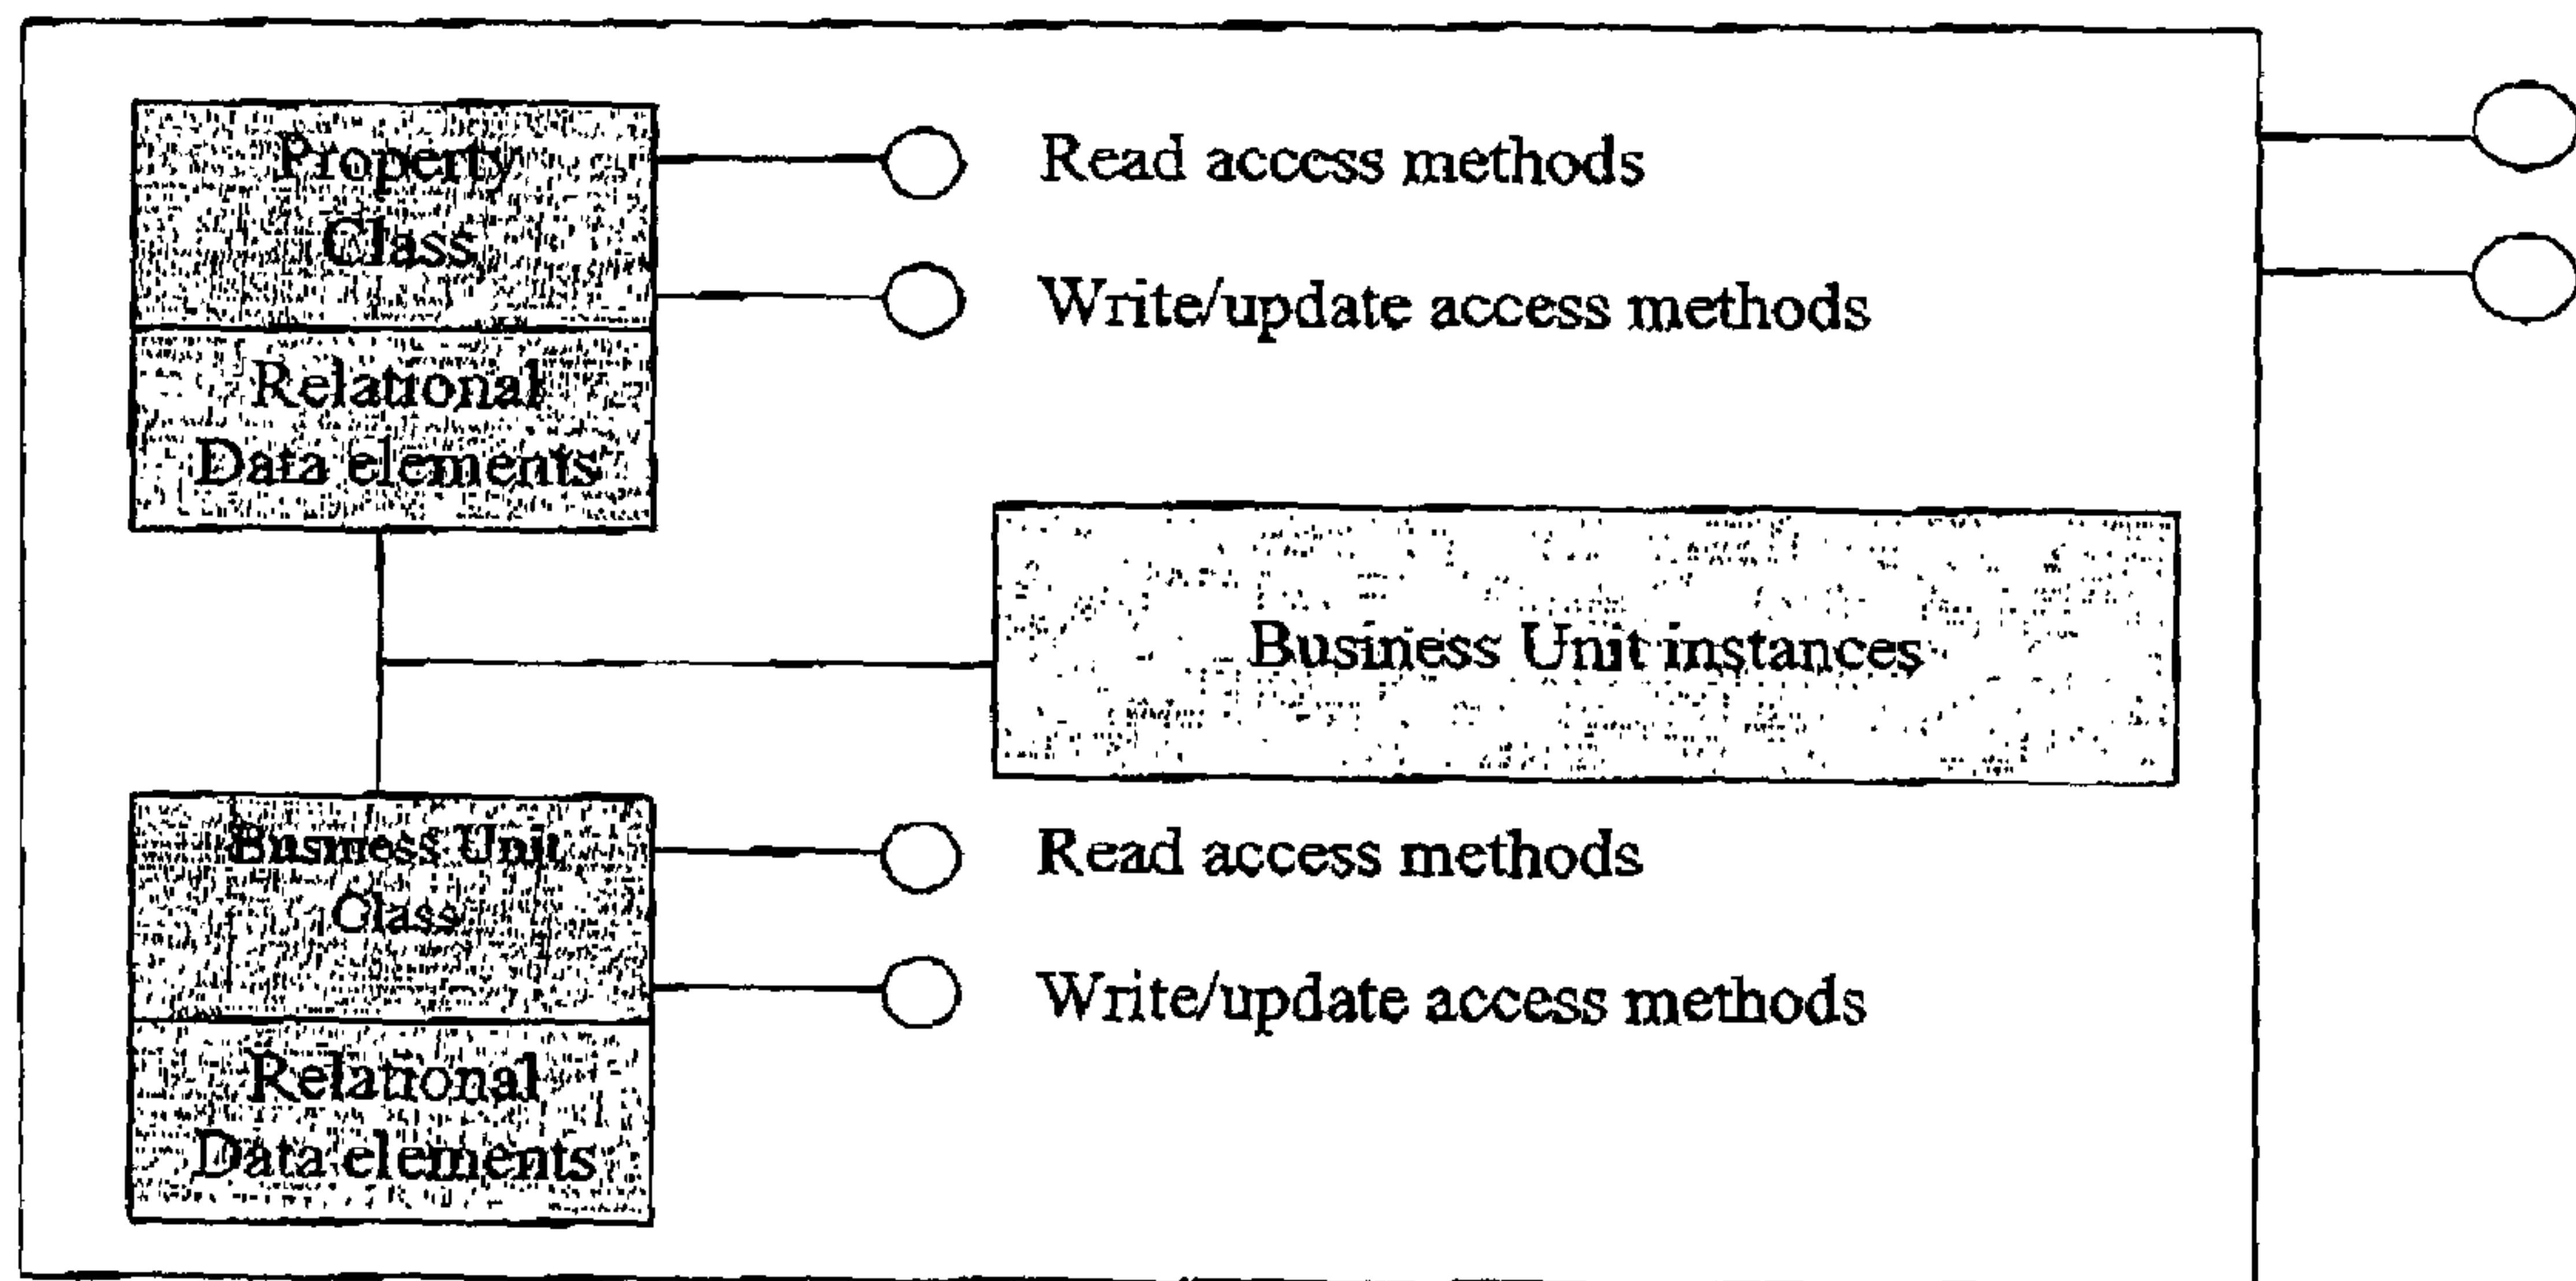 Property
Class
Read access methods
Write/update access methods
Relational
Data elements
Business Unit instances
Business Unit
Class
Read access methods
Write/update access methods
Relational
Data elements